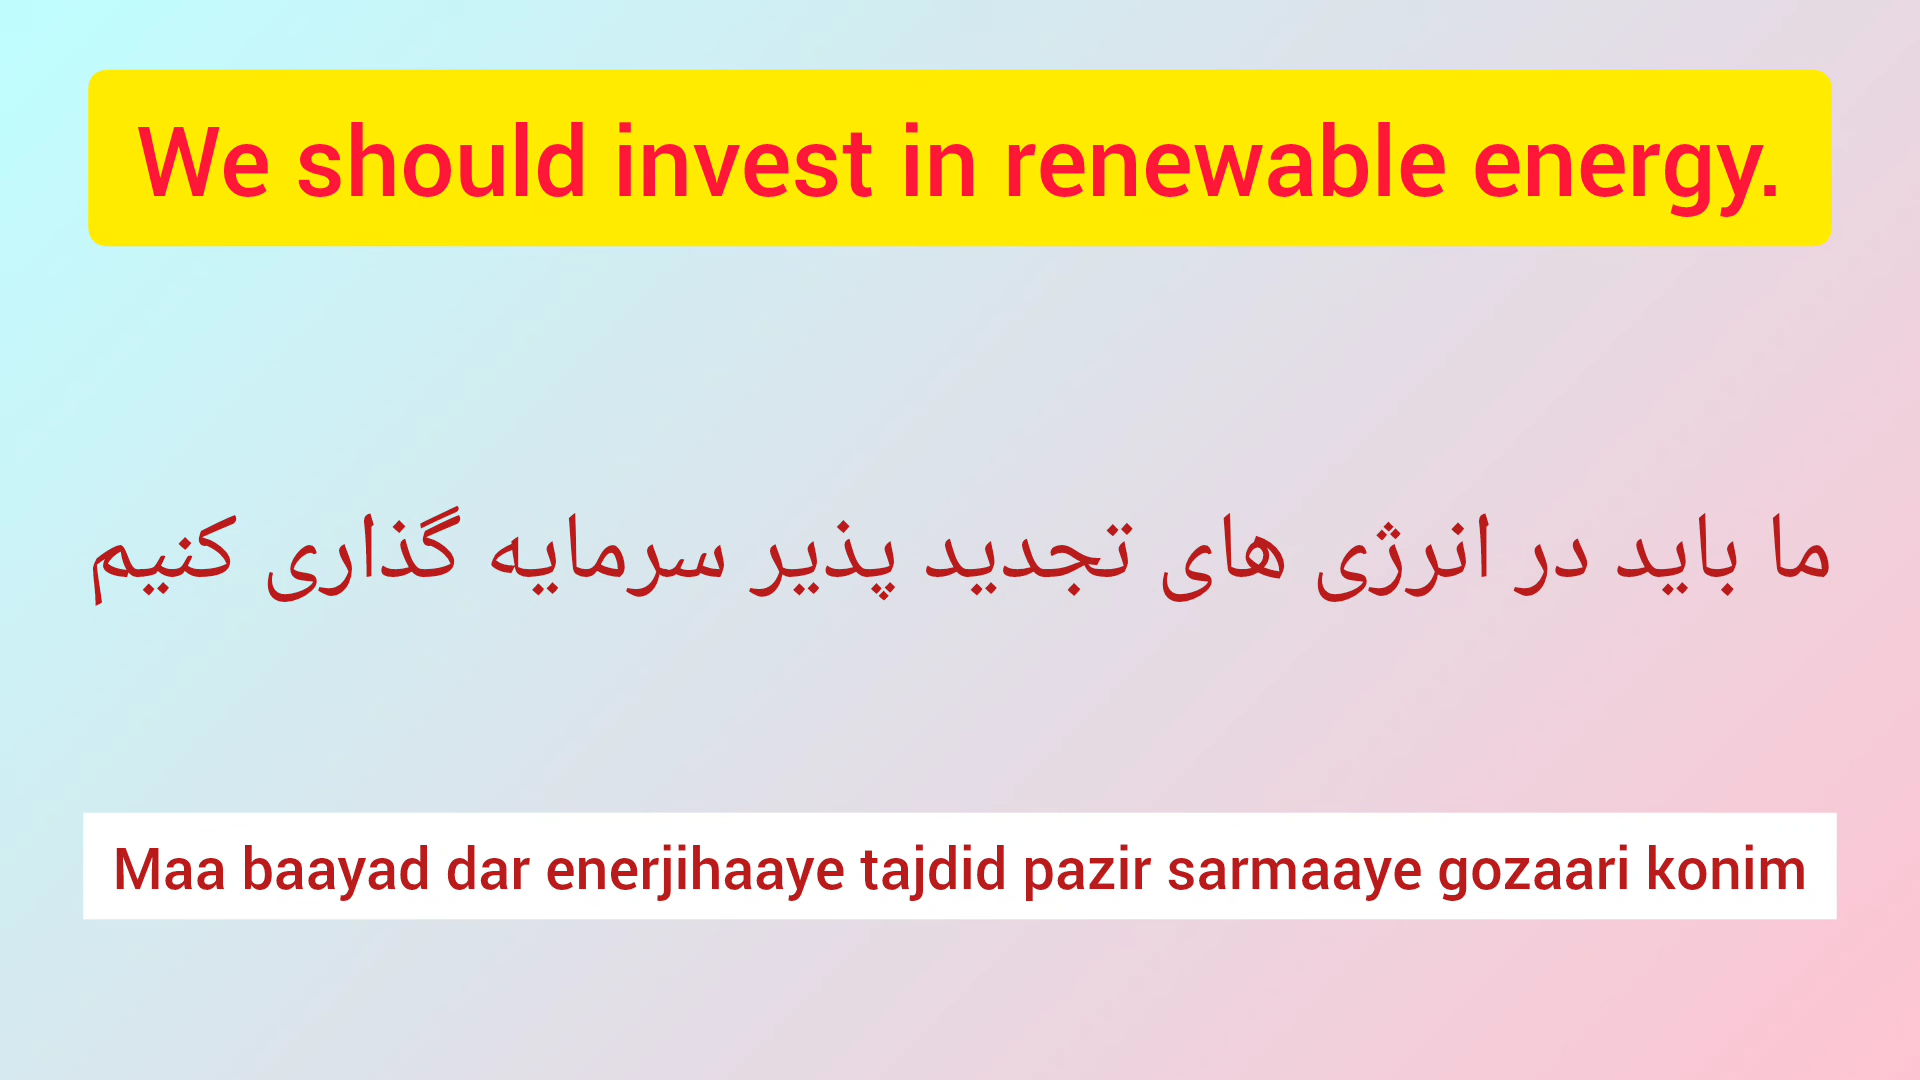 We should invest in renewable energy.
ما باید در انرژی های تجدید پذیر سرمایه گذاری کنیم
Maa baayad dar enerjihaaye tajdid pazir sarmaaye gozaari konim